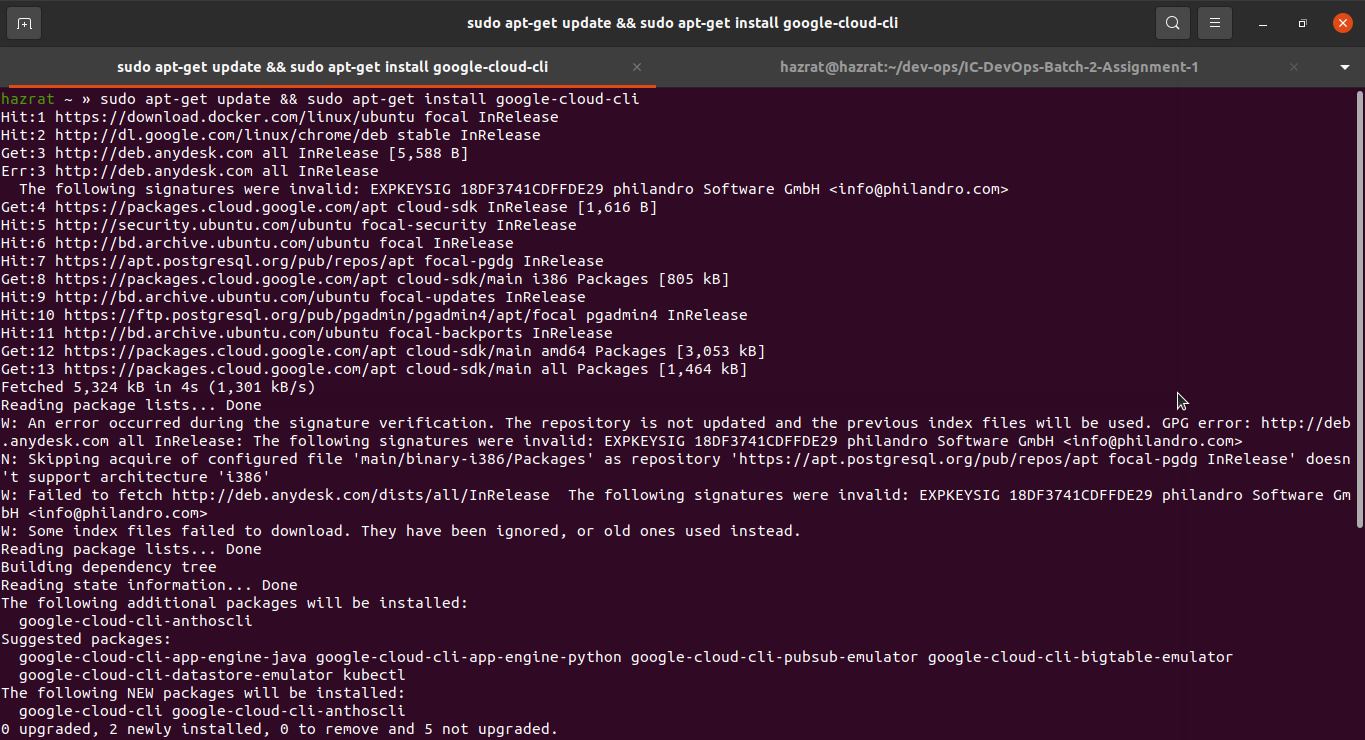 sudo apt-get update && sudo apt-get install google-cloud-cli
sudo apt-get update && sudo apt-get install google-cloud-cli
hazrat@hazrat:~/dev-ops/IC-DevOps-Batch-2-Assignment-1
hazrat ~ » sudo apt-get update && sudo apt-get install google-cloud-cli
Hit:1 https://download.docker.com/linux/ubuntu focal InRelease
Hit:2 http://dl.google.com/linux/chrome/deb stable InRelease
Get:3 http://deb.anydesk.com all InRelease [5,588 B]
Err:3 http://deb.anydesk.com all InRelease
  The following signatures were invalid: EXPKEYSIG 18DF3741CDFFDE29 philandro Software GmbH <info@philandro.com>
Get:4 https://packages.cloud.google.com/apt cloud-sdk InRelease [1,616 B]
Hit:5 http://security.ubuntu.com/ubuntu focal-security InRelease
Hit:6 http://bd.archive.ubuntu.com/ubuntu focal InRelease
Hit:7 https://apt.postgresql.org/pub/repos/apt focal-pgdg InRelease
Get:8 https://packages.cloud.google.com/apt cloud-sdk/main i386 Packages [805 kB]
Hit:9 http://bd.archive.ubuntu.com/ubuntu focal-updates InRelease
Hit:10 https://ftp.postgresql.org/pub/pgadmin/pgadmin4/apt/focal pgadmin4 InRelease
Hit:11 http://bd.archive.ubuntu.com/ubuntu focal-backports InRelease
Get:12 https://packages.cloud.google.com/apt cloud-sdk/main amd64 Packages [3,053 kB]
Get:13 https://packages.cloud.google.com/apt cloud-sdk/main all Packages [1,464 kB]
Fetched 5,324 kB in 4s (1,301 kB/s)
Reading package lists... Done
W: An error occurred during the signature verification. The repository is not updated and the previous index files will be used. GPG error: http://deb
.anydesk.com all InRelease: The following signatures were invalid: EXPKEYSIG 18DF3741CDFFDE29 philandro Software GmbH <info@philandro.com>
N: Skipping acquire of configured file 'main/binary-i386/Packages' as repository 'https://apt.postgresql.org/pub/repos/apt focal-pgdg InRelease' doesn
't support architecture 'i386'
W: Failed to fetch http://deb.anydesk.com/dists/all/InRelease  The following signatures were invalid: EXPKEYSIG 18DF3741CDFFDE29 philandro Software Gm
bH <info@philandro.com>
W: Some index files failed to download. They have been ignored, or old ones used instead.
Reading package lists... Done
Building dependency tree
Reading state information... Done
The following additional packages will be installed:
  google-cloud-cli-anthoscli
Suggested packages:
  google-cloud-cli-app-engine-java google-cloud-cli-app-engine-python google-cloud-cli-pubsub-emulator google-cloud-cli-bigtable-emulator
  google-cloud-cli-datastore-emulator kubectl
The following NEW packages will be installed:
  google-cloud-cli google-cloud-cli-anthoscli
0 upgraded, 2 newly installed, 0 to remove and 5 not upgraded.